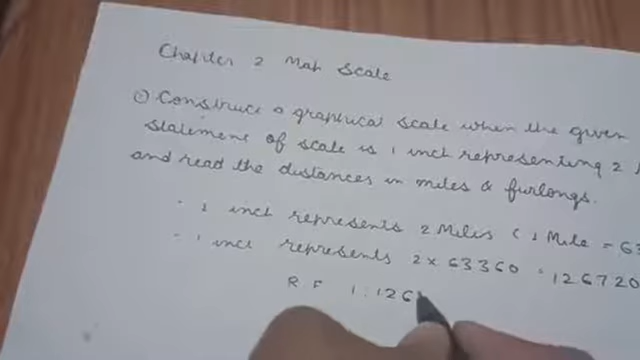 Chapter 2 Map Scale
① Construct a graphical scale when the given
statement of scale is 1 inch representing 2
and read the distances in miles & furlongs.
- 1 inch represents 2 Miles ( 1 Mile = 63
- 1 inch represents 2 × 63360 = 126720
R F 1:126